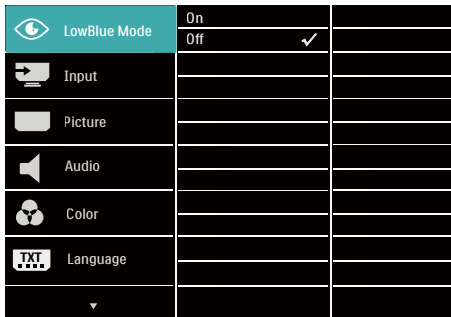 LowBlue Mode
On
Off
Input
Picture
Audio
Color
TXT
Language